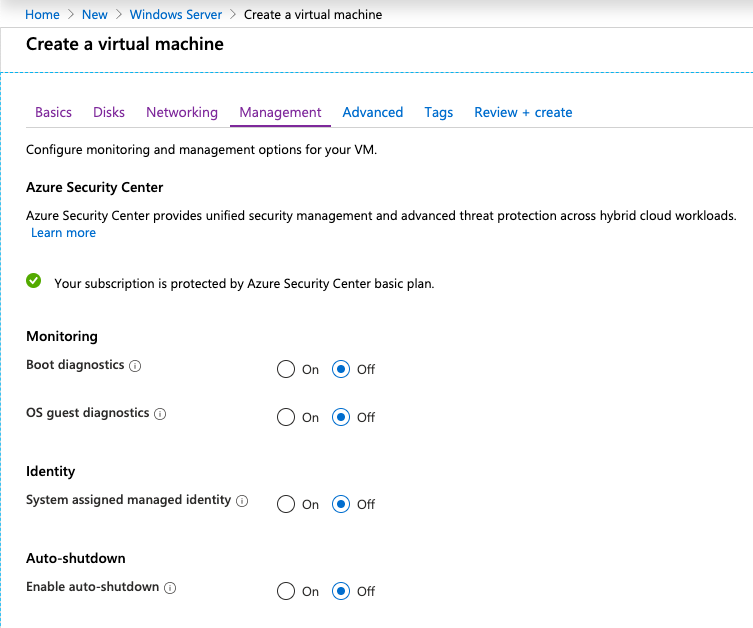 Home > New > Windows Server > Create a virtual machine
Create a virtual machine
Basics Disks Networking Management Advanced Tags Review + create
Configure monitoring and management options for your VM.
Azure Security Center
Azure Security Center provides unified security management and advanced threat protection across hybrid cloud workloads.
Learn more
Your subscription is protected by Azure Security Center basic plan.
Monitoring
Boot diagnostics On Off
OS guest diagnostics On Off
Identity
System assigned managed identity On Off
Auto-shutdown
Enable auto-shutdown On Off